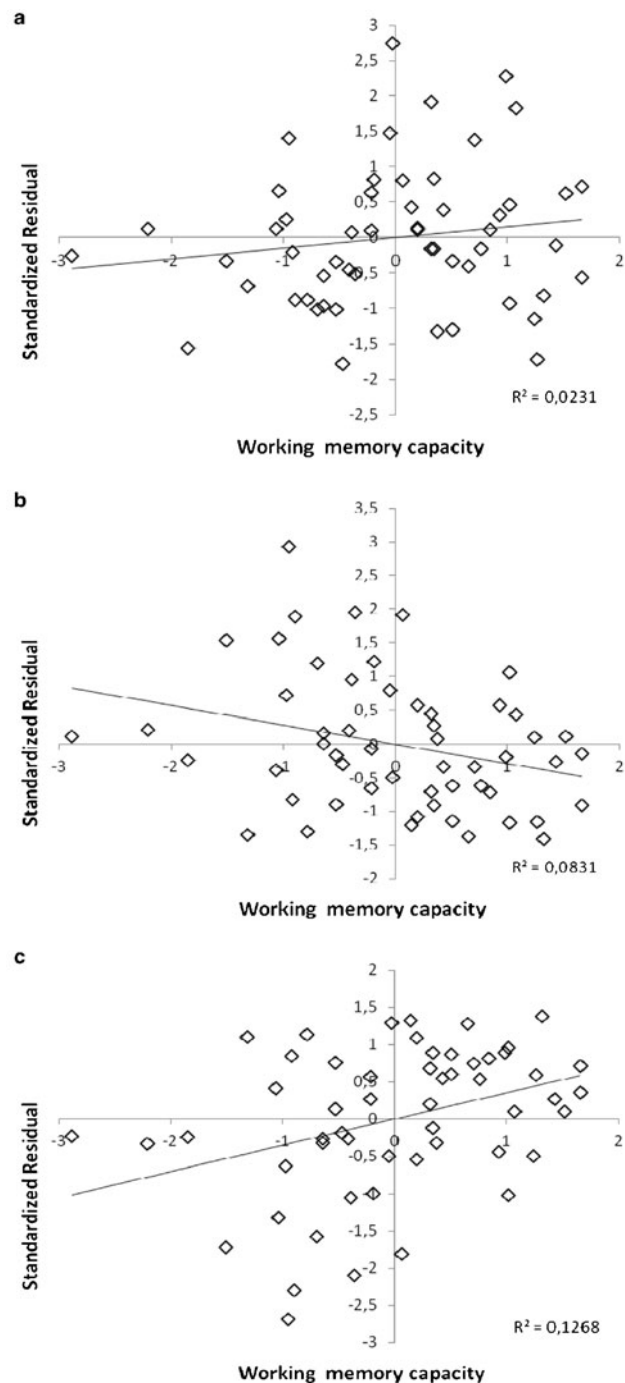 a
3
2,5
2
1,5
1
0,5
0
-0,5
-1
-1,5
-2
-2,5
-3 -2 -1 0 1 2
Standardized Residual
R² = 0,0231
Working memory capacity
b
3,5
3
2,5
2
1,5
1
0,5
0
-0,5
-1
-1,5
-2
-3 -2 -1 0 1 2
Standardized Residual
R² = 0,0831
Working memory capacity
c
2
1,5
1
0,5
0
-0,5
-1
-1,5
-2
-2,5
-3
-3 -2 -1 0 1 2
Standardized Residual
R² = 0,1268
Working memory capacity